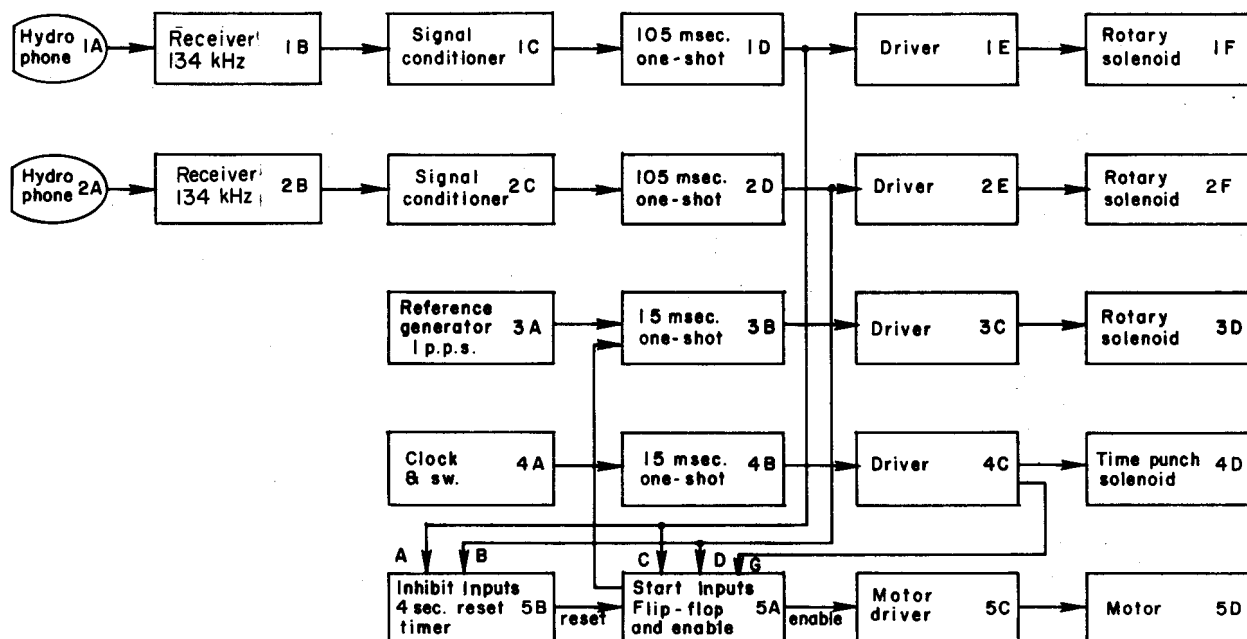 Hydro phone 1A
Receiver 134 kHz 1B
Signal conditioner 1C
105 msec. one-shot 1D
Driver 1E
Rotary solenoid 1F
Hydro phone 2A
Receiver 134 kHz 2B
Signal conditioner 2C
105 msec. one-shot 2D
Driver 2E
Rotary solenoid 2F
Reference generator 1 p.p.s. 3A
15 msec. one-shot 3B
Driver 3C
Rotary solenoid 3D
Clock & sw. 4A
15 msec. one-shot 4B
Driver 4C
Time punch solenoid 4D
A B C D G
Inhibit Inputs 4 sec. reset timer 5B
reset
Start Inputs Flip-flop and enable 5A
enable
Motor driver 5C
Motor 5D